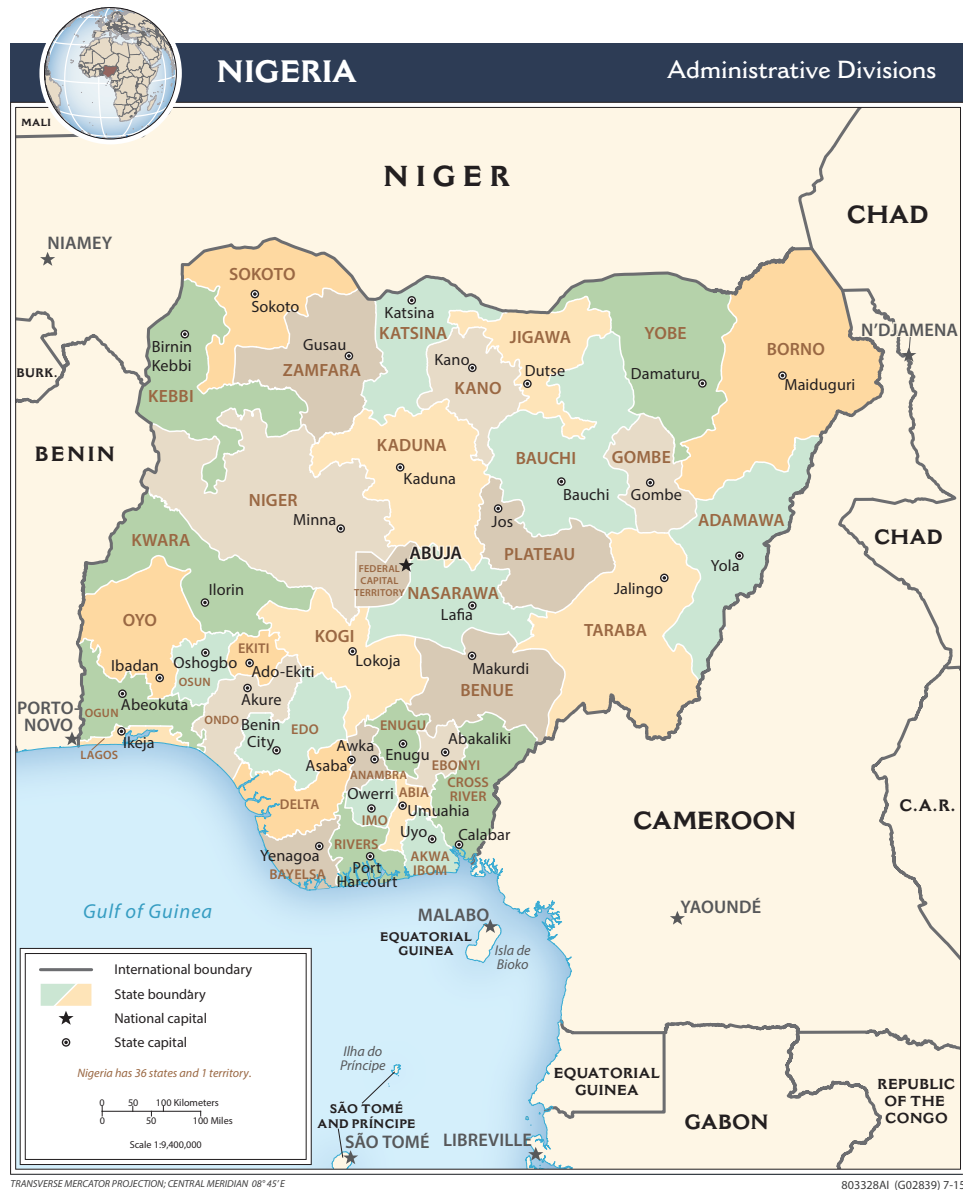 NIGERIA
Administrative Divisions
MALI
NIGER
CHAD
NIAMEY
SOKOTO
Sokoto
Katsina
KATSINA
N'DJAMENA
Birnin
Kebbi
KEBBI
Gusau
ZAMFARA
JIGAWA
Dutse
YOBE
Damaturu
BORNO
Maiduguri
BURK.
Kano
KANO
BENIN
KADUNA
Kaduna
BAUCHI
Bauchi
GOMBE
Gombe
NIGER
Minna
Jos
PLATEAU
ADAMAWA
Yola
CHAD
KWARA
Ilorin
ABUJA
FEDERAL
CAPITAL
TERRITORY
NASARAWA
Lafia
Jalingo
TARABA
OYO
Ibadan
Oshogbo
OSUN
EKITI
Ado-Ekiti
KOGI
Lokoja
Makurdi
BENUE
PORTO-
NOVO
OGUN
Abeokuta
Akure
ONDO
Benin
City
EDO
ENUGU
Enugu
Abakaliki
EBONYI
LAGOS
Ikeja
Awka
Asaba
ANAMBRA
CROSS
RIVER
DELTA
Owerri
IMO
ABIA
Umuahia
Uyo
Calabar
AKWA
IBOM
RIVERS
Port
Harcourt
Yenagoa
BAYELSA
CAMEROON
C.A.R.
Gulf of Guinea
MALABO
EQUATORIAL
GUINEA
Isla de
Bioko
YAOUNDÉ
International boundary
State boundary
National capital
State capital
Nigeria has 36 states and 1 territory.
0 50 100 Kilometers
0 50 100 Miles
Scale 1:9,400,000
Ilha do
Príncipe
SÃO TOMÉ
AND PRÍNCIPE
SÃO TOMÉ
LIBREVILLE
EQUATORIAL
GUINEA
GABON
REPUBLIC
OF THE
CONGO
TRANSVERSE MERCATOR PROJECTION; CENTRAL MERIDIAN 08° 45' E
803328AI (G02839) 7-15